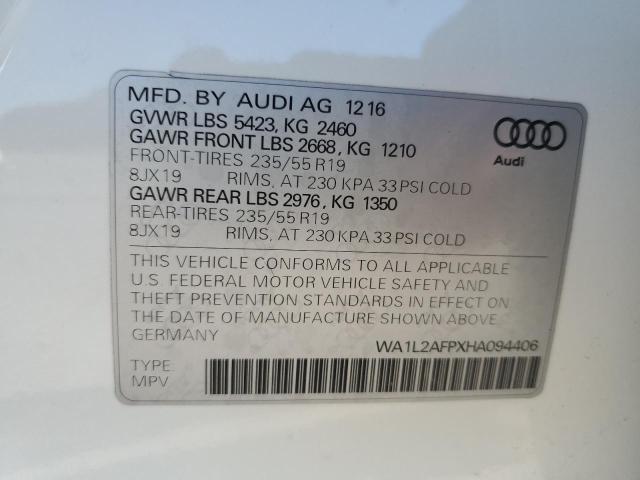 MFD. BY AUDI AG 12 16
GVWR LBS 5423, KG 2460
GAWR FRONT LBS 2668, KG 1210
FRONT-TIRES 235/55 R19
8JX19 RIMS, AT 230 KPA 33 PSI COLD
GAWR REAR LBS 2976, KG 1350
REAR-TIRES 235/55 R19
8JX19 RIMS, AT 230 KPA 33 PSI COLD
Audi
THIS VEHICLE CONFORMS TO ALL APPLICABLE
U.S. FEDERAL MOTOR VEHICLE SAFETY AND
THEFT PREVENTION STANDARDS IN EFFECT ON
THE DATE OF MANUFACTURE SHOWN ABOVE.
GERMANY
WA1L2AFPXHA094406
TYPE:
MPV